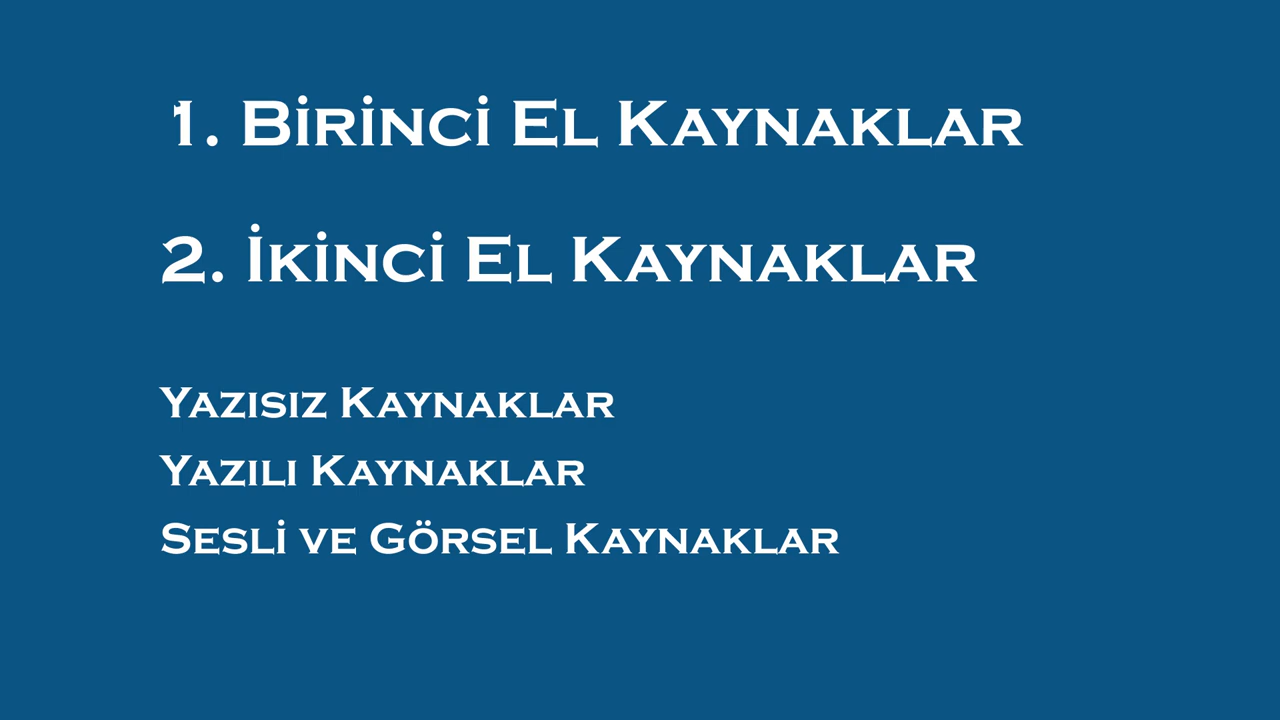 1. Birinci El Kaynaklar
2. İkinci El Kaynaklar
Yazısız Kaynaklar
Yazılı Kaynaklar
Sesli ve Görsel Kaynaklar